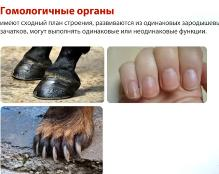 Гомологичные органы
имеют сходный план строения, развиваются из одинаковых зародышевых
зачатков, могут выполнять одинаковые или неодинаковые функции.